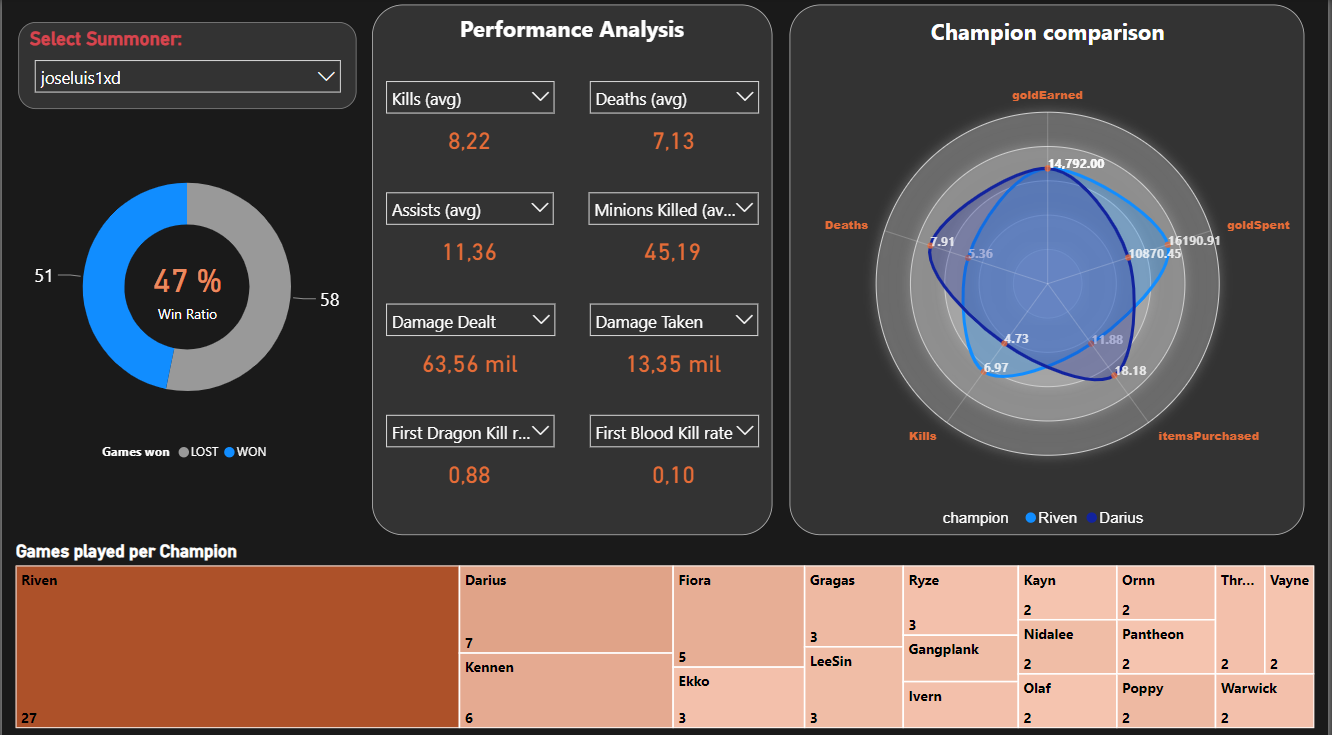 Select Summoner:
joseluis1xd
51
58
47 %
Win Ratio
Games won LOST WON
Performance Analysis
Kills (avg)
Deaths (avg)
8,22
7,13
Assists (avg)
Minions Killed (av...
11,36
45,19
Damage Dealt
Damage Taken
63,56 mil
13,35 mil
First Dragon Kill r...
First Blood Kill rate
0,88
0,10
Champion comparison
goldEarned
14,792.00
Deaths
goldSpent
7.91
16190.91
5.36
10870.45
4.73
11.88
6.97
18.18
Kills
itemsPurchased
champion Riven Darius
Games played per Champion
Riven
27
Darius
7
Kennen
6
Fiora
5
Ekko
3
Gragas
3
LeeSin
3
Ryze
3
Gangplank
Ivern
Kayn
2
Nidalee
2
Olaf
2
Ornn
2
Pantheon
2
Poppy
2
Thr...
2
Vayne
2
Warwick
2